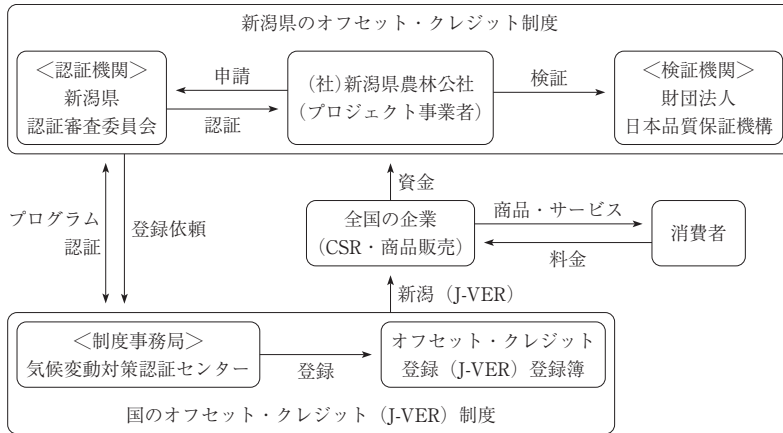 新潟県のオフセット・クレジット制度
＜認証機関＞
新潟県
認証審査委員会
申請
認証
(社)新潟県農林公社
(プロジェクト事業者)
検証
＜検証機関＞
財団法人
日本品質保証機構
プログラム
認証
登録依頼
資金
全国の企業
(CSR・商品販売)
商品・サービス
料金
消費者
新潟（J-VER）
＜制度事務局＞
気候変動対策認証センター
登録
オフセット・クレジット
登録（J-VER）登録簿
国のオフセット・クレジット（J-VER）制度